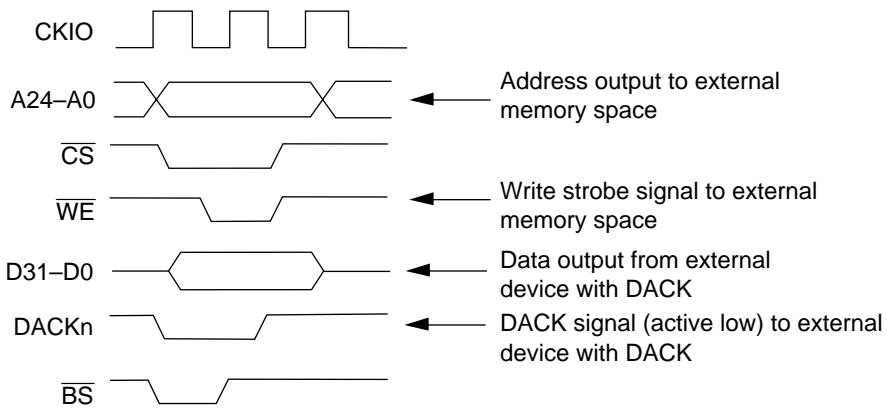 CKIO
A24–A0
Address output to external
memory space
CS
WE
Write strobe signal to external
memory space
D31–D0
Data output from external
device with DACK
DACKn
DACK signal (active low) to external
device with DACK
BS